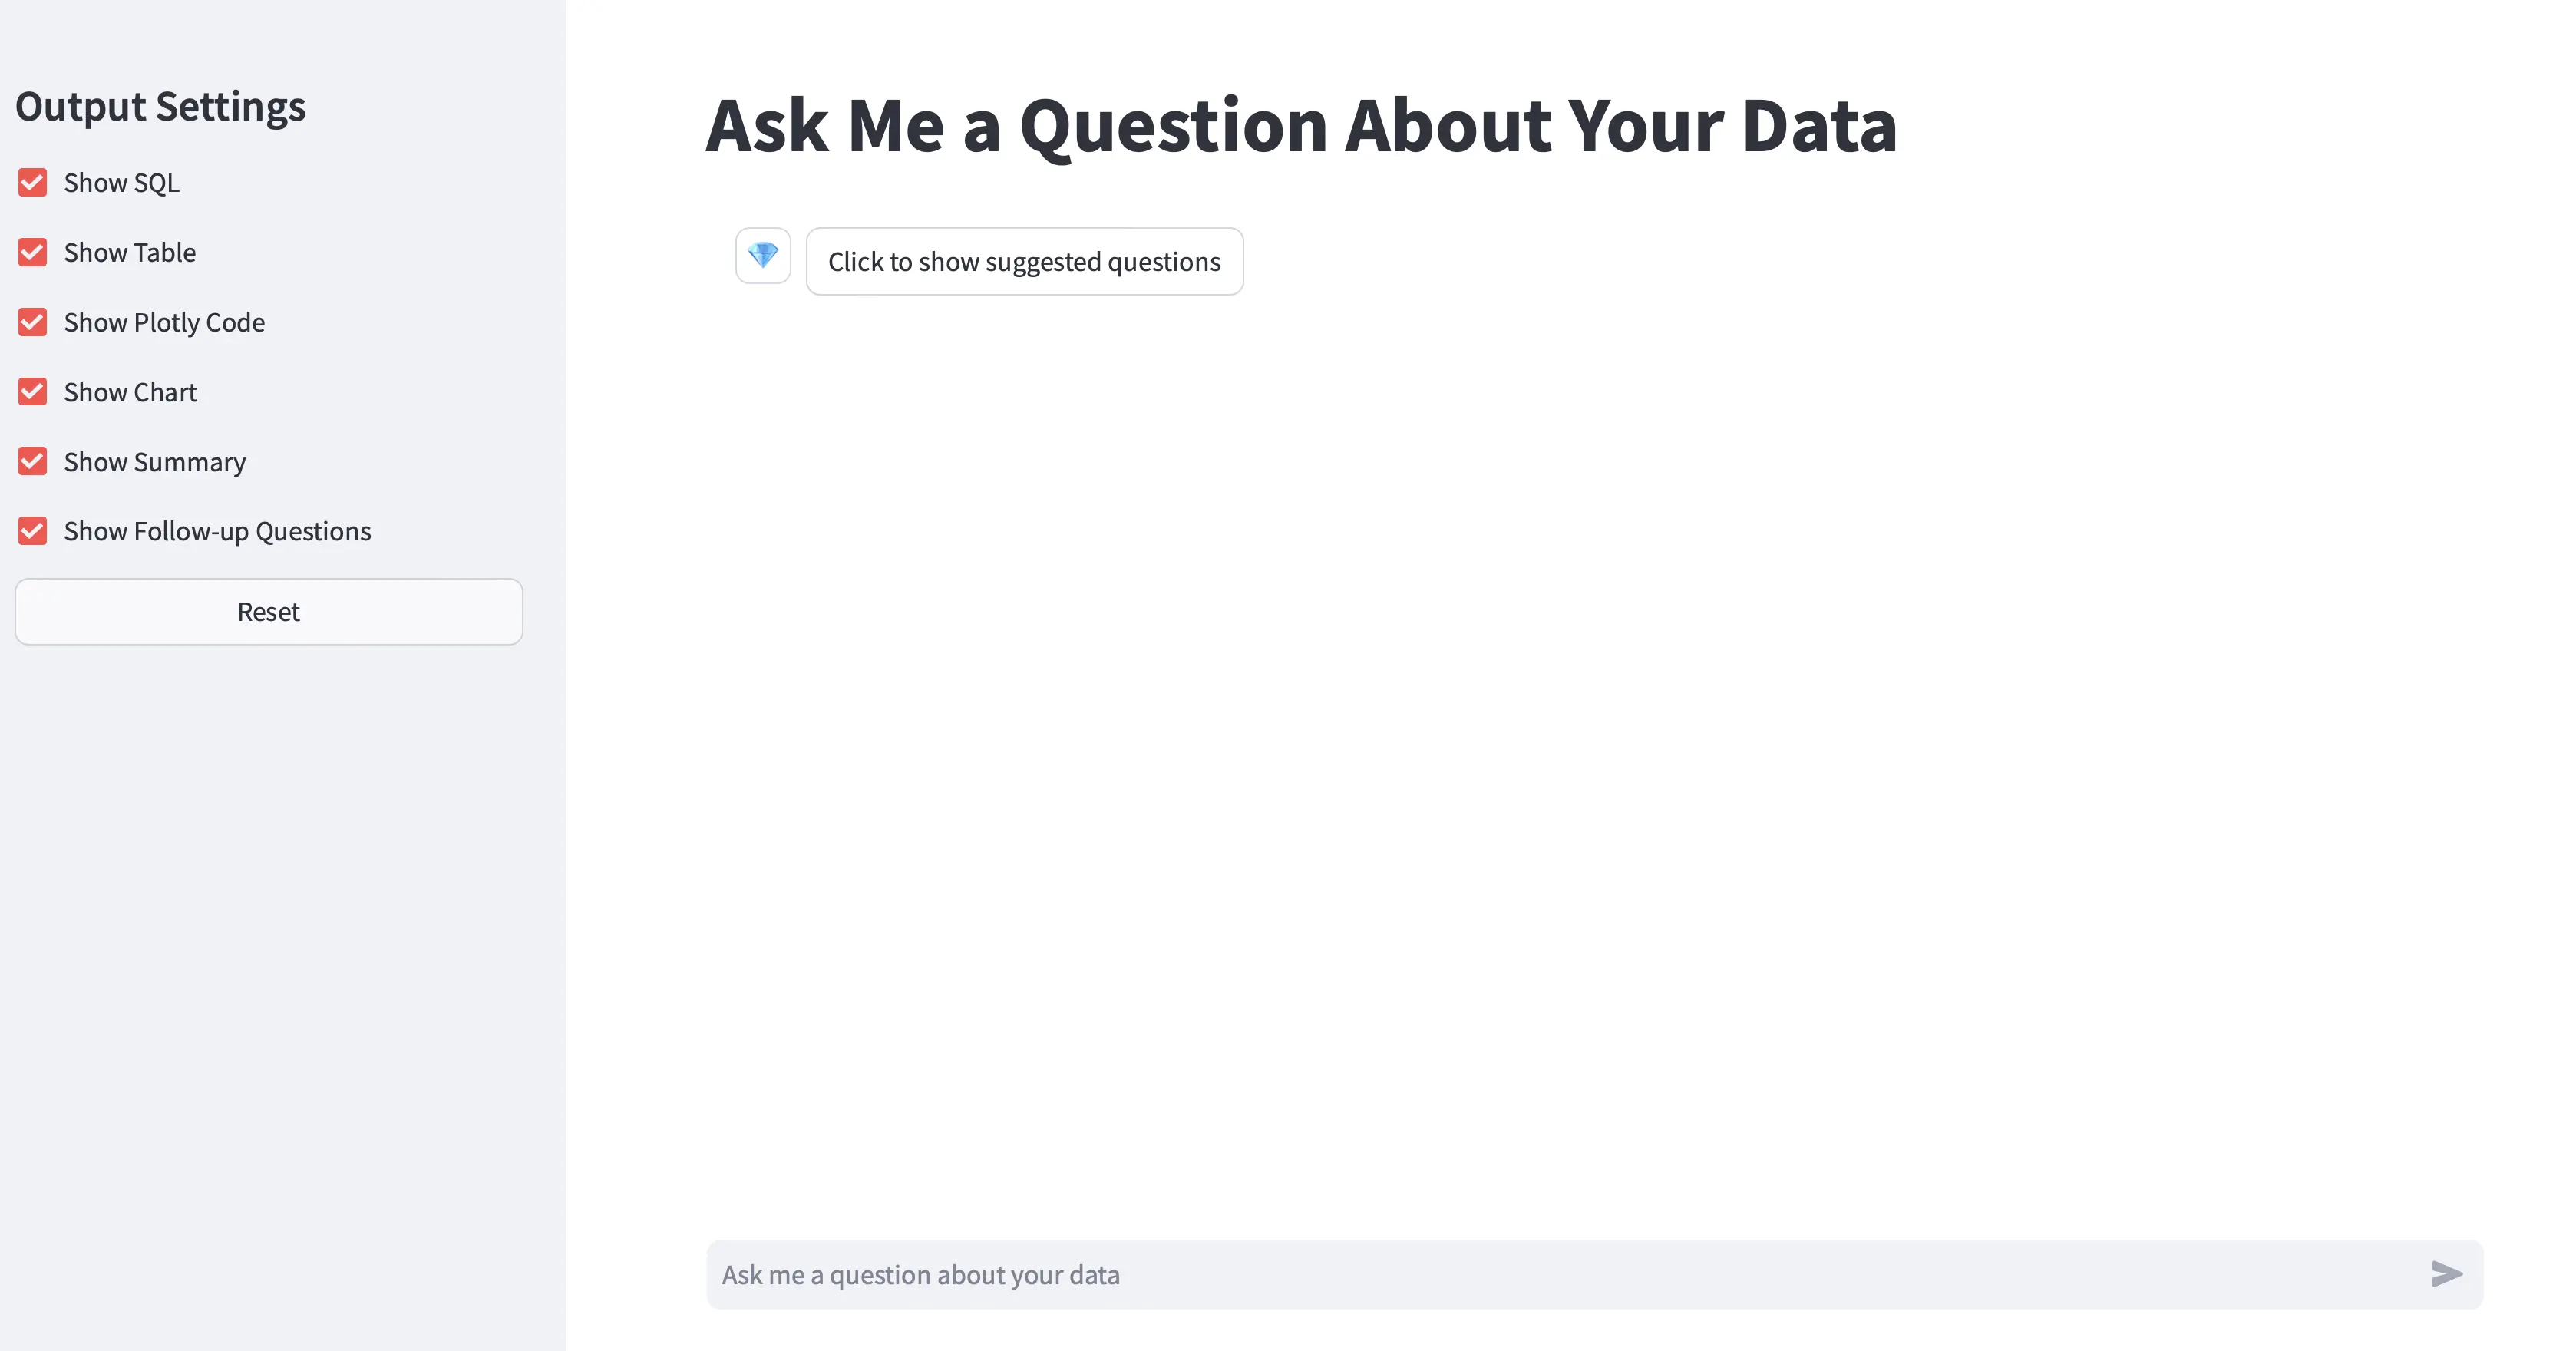 Output Settings
Show SQL
Show Table
Show Plotly Code
Show Chart
Show Summary
Show Follow-up Questions
Reset
Ask Me a Question About Your Data
Click to show suggested questions
Ask me a question about your data